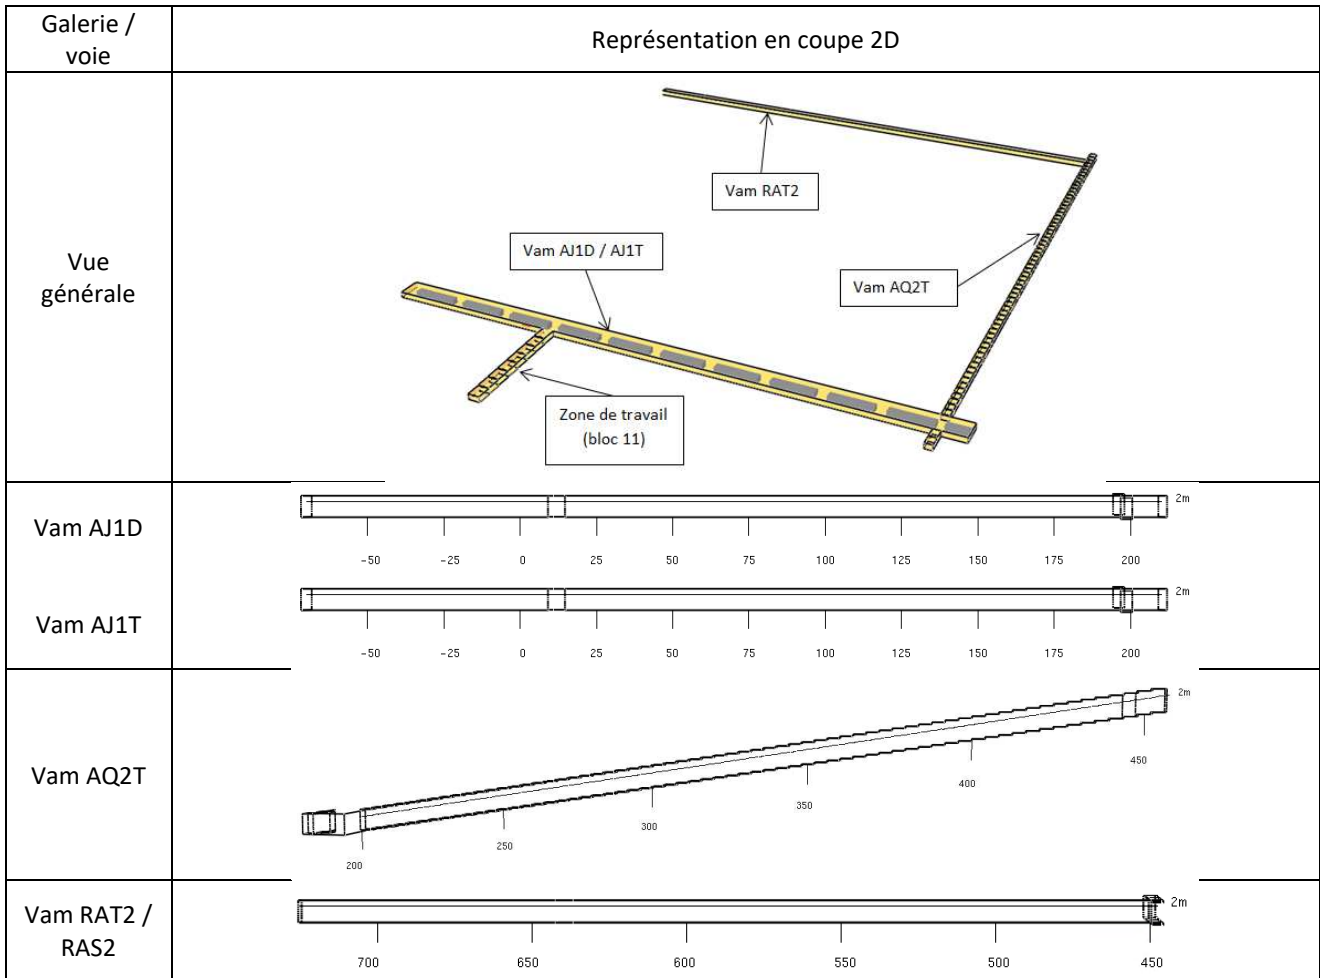 Galerie /
voie
Représentation en coupe 2D
Vue
générale
Vam RAT2
Vam AJ1D / AJ1T
Vam AQ2T
Zone de travail
(bloc 11)
Vam AJ1D
2m
-50 -25 0 25 50 75 100 125 150 175 200
Vam AJ1T
2m
-50 -25 0 25 50 75 100 125 150 175 200
Vam AQ2T
2m
450
400
350
300
250
200
Vam RAT2 /
RAS2
2m
700 650 600 550 500 450